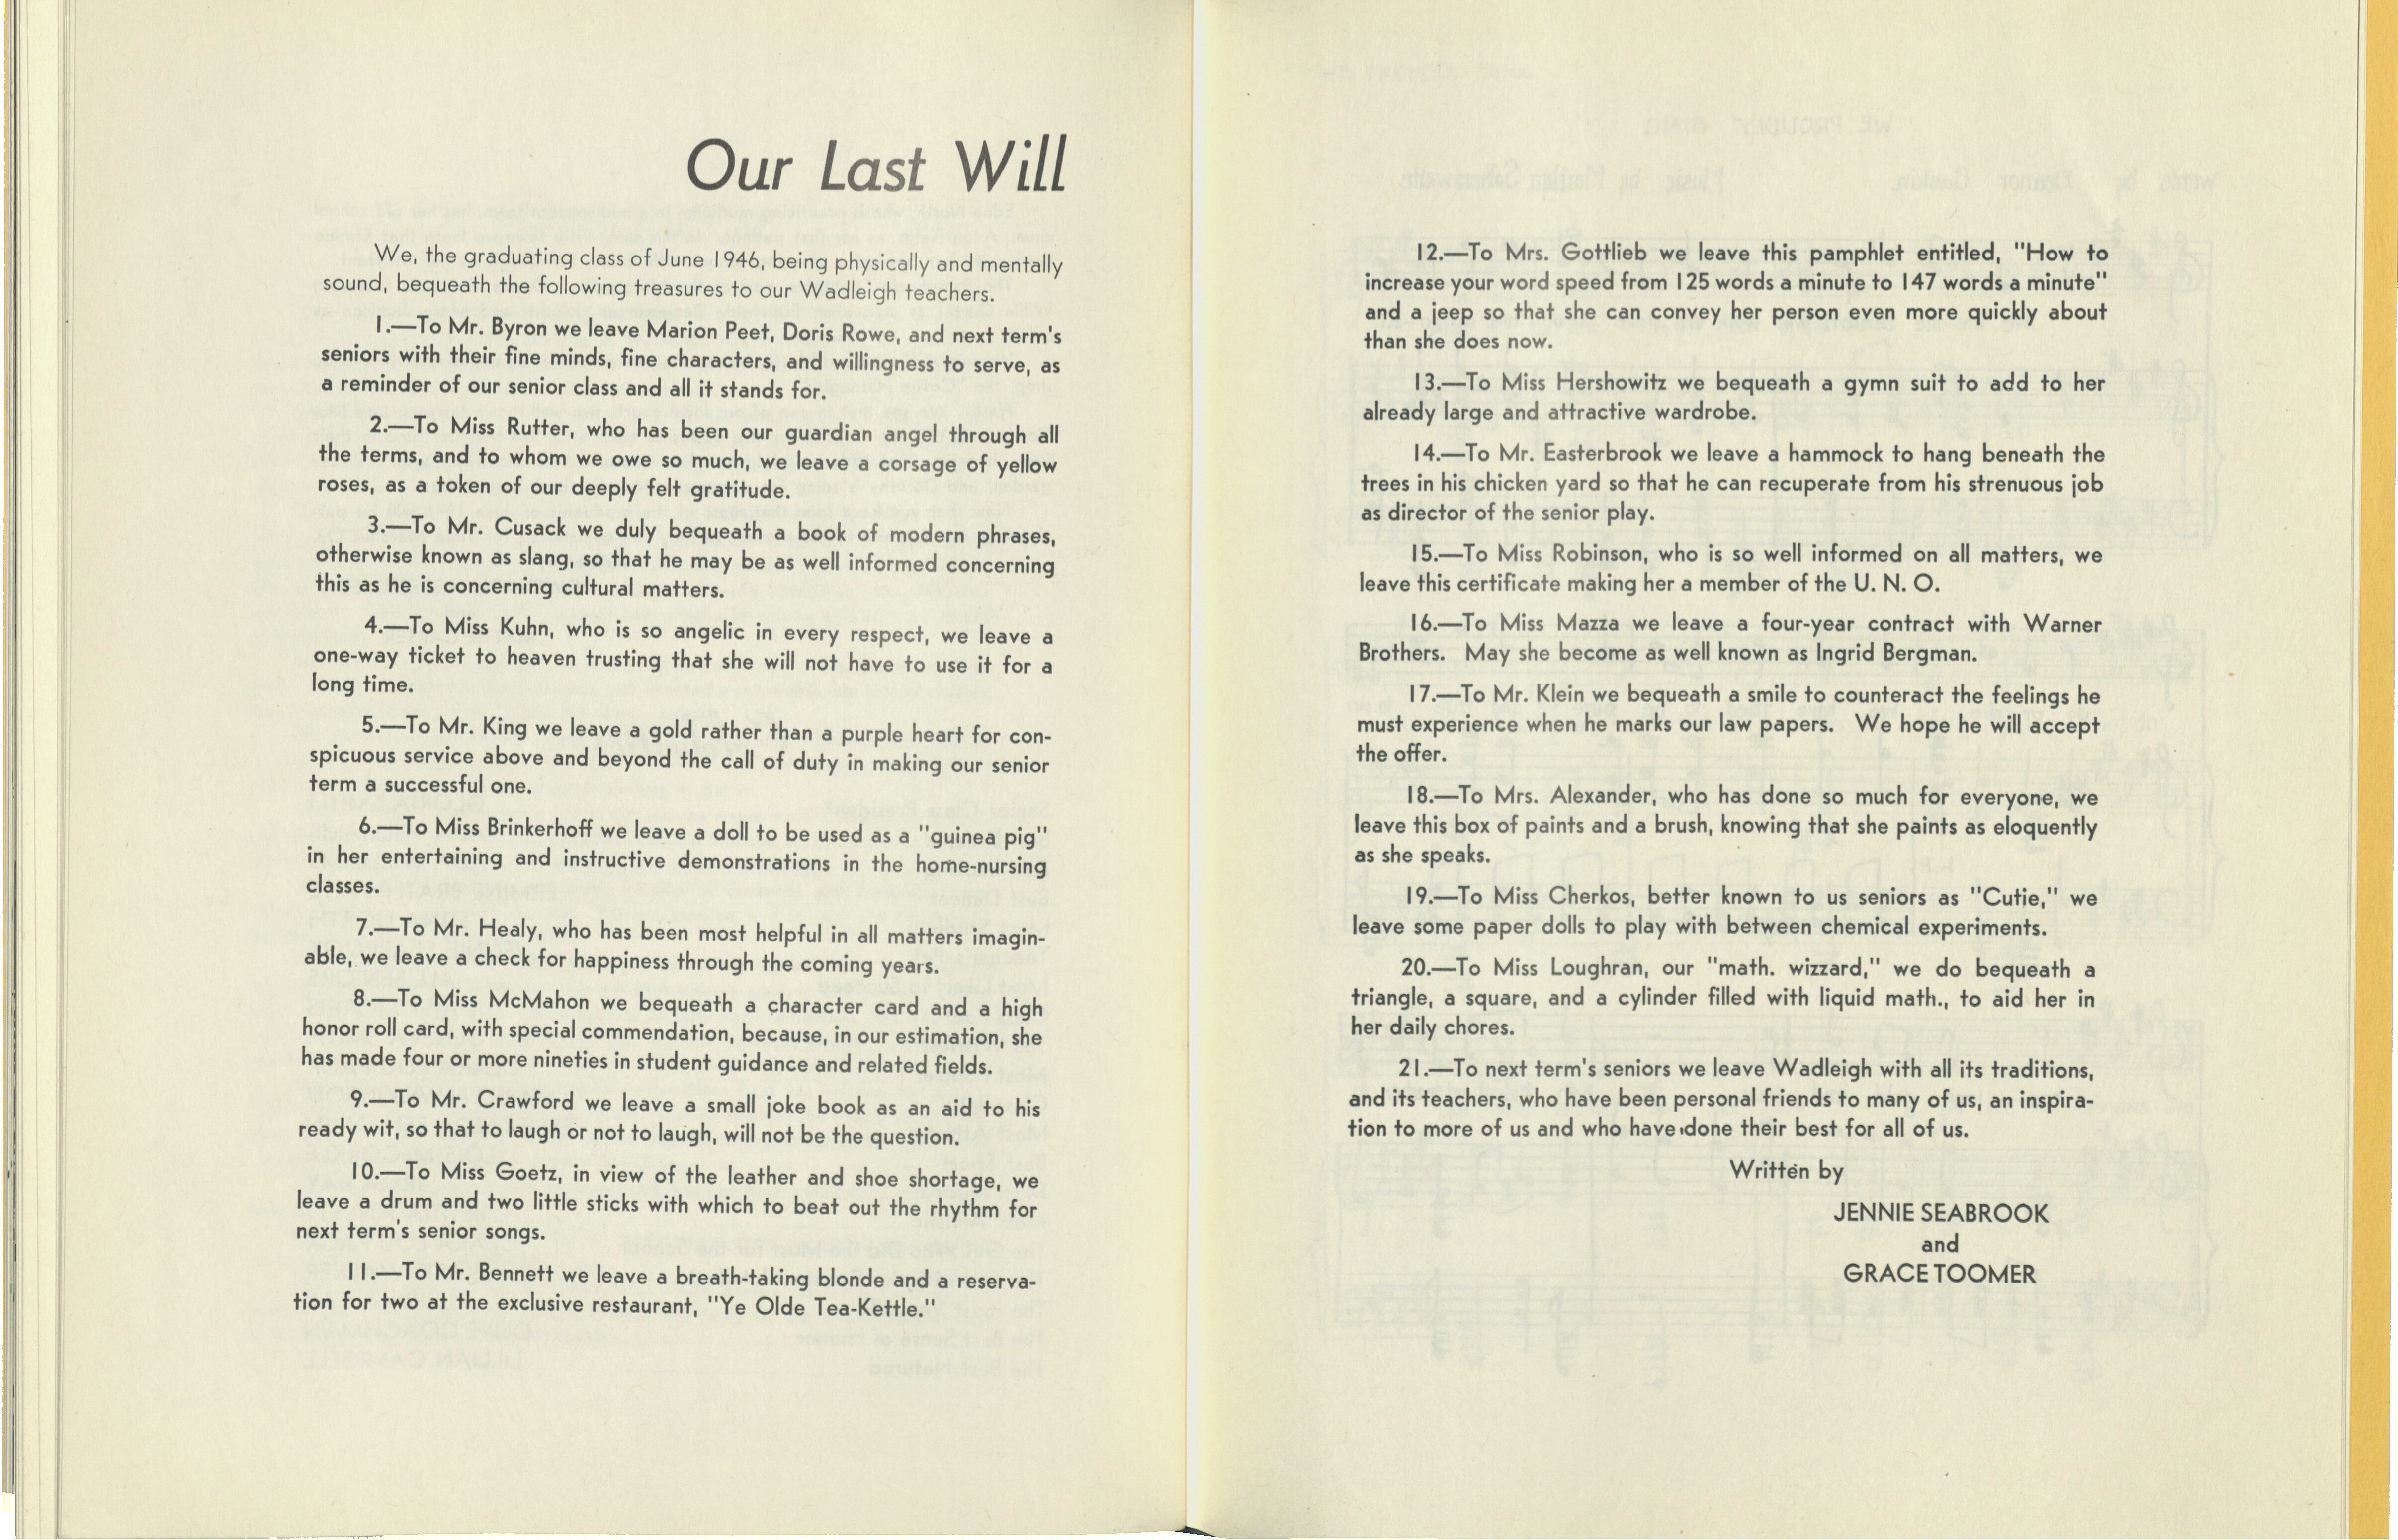 Our Last Will
We, the graduating class of June 1946, being physically and mentally
sound, bequeath the following treasures to our Wadleigh teachers.
1.—To Mr. Byron we leave Marion Peet, Doris Rowe, and next term's
seniors with their fine minds, fine characters, and willingness to serve, as
a reminder of our senior class and all it stands for.
2.—To Miss Rutter, who has been our guardian angel through all
the terms, and to whom we owe so much, we leave a corsage of yellow
roses, as a token of our deeply felt gratitude.
3.—To Mr. Cusack we duly bequeath a book of modern phrases,
otherwise known as slang, so that he may be as well informed concerning
this as he is concerning cultural matters.
4.—To Miss Kuhn, who is so angelic in every respect, we leave a
one-way ticket to heaven trusting that she will not have to use it for a
long time.
5.—To Mr. King we leave a gold rather than a purple heart for con-
spicuous service above and beyond the call of duty in making our senior
term a successful one.
6.—To Miss Brinkerhoff we leave a doll to be used as a "guinea pig"
in her entertaining and instructive demonstrations in the home-nursing
classes.
7.—To Mr. Healy, who has been most helpful in all matters imagin-
able, we leave a check for happiness through the coming years.
8.—To Miss McMahon we bequeath a character card and a high
honor roll card, with special commendation, because, in our estimation, she
has made four or more nineties in student guidance and related fields.
9.—To Mr. Crawford we leave a small joke book as an aid to his
ready wit, so that to laugh or not to laugh, will not be the question.
10.—To Miss Goetz, in view of the leather and shoe shortage, we
leave a drum and two little sticks with which to beat out the rhythm for
next term's senior songs.
11.—To Mr. Bennett we leave a breath-taking blonde and a reserva-
tion for two at the exclusive restaurant, "Ye Olde Tea-Kettle."
12.—To Mrs. Gottlieb we leave this pamphlet entitled, "How to
increase your word speed from 125 words a minute to 147 words a minute"
and a jeep so that she can convey her person even more quickly about
than she does now.
13.—To Miss Hershowitz we bequeath a gymn suit to add to her
already large and attractive wardrobe.
14.—To Mr. Easterbrook we leave a hammock to hang beneath the
trees in his chicken yard so that he can recuperate from his strenuous job
as director of the senior play.
15.—To Miss Robinson, who is so well informed on all matters, we
leave this certificate making her a member of the U. N. O.
16.—To Miss Mazza we leave a four-year contract with Warner
Brothers. May she become as well known as Ingrid Bergman.
17.—To Mr. Klein we bequeath a smile to counteract the feelings he
must experience when he marks our law papers. We hope he will accept
the offer.
18.—To Mrs. Alexander, who has done so much for everyone, we
leave this box of paints and a brush, knowing that she paints as eloquently
as she speaks.
19.—To Miss Cherkos, better known to us seniors as "Cutie," we
leave some paper dolls to play with between chemical experiments.
20.—To Miss Loughran, our "math. wizzard," we do bequeath a
triangle, a square, and a cylinder filled with liquid math., to aid her in
her daily chores.
21.—To next term's seniors we leave Wadleigh with all its traditions,
and its teachers, who have been personal friends to many of us, an inspira-
tion to more of us and who have done their best for all of us.
Written by
JENNIE SEABROOK
and
GRACE TOOMER